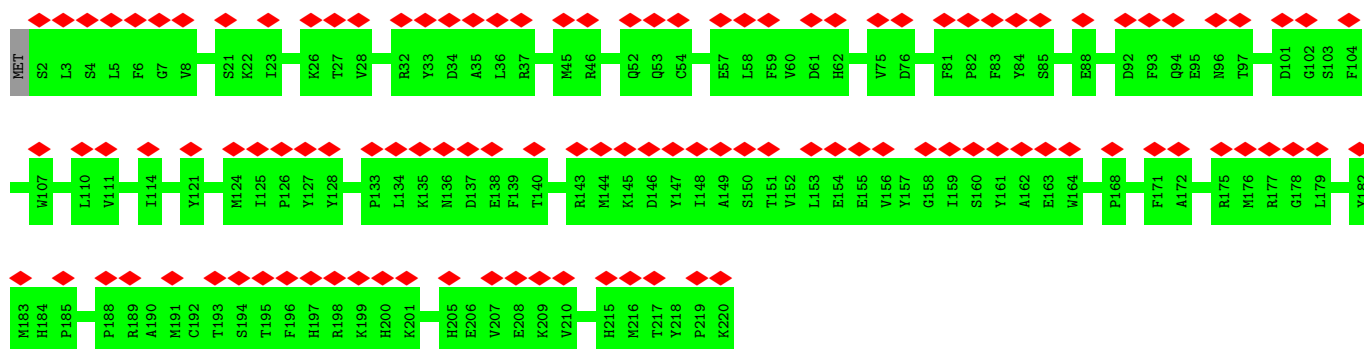 MET S2 L3 S4 L5 F6 G7 V8 S21 K22 I23 K26 T27 V28 R32 Y33 D34 A35 L36 R37 M45 R46 Q52 Q53 C54 E57 L58 F59 V60 D61 H62 V75 D76 F81 P82 F83 Y84 S85 E88 D92 F93 Q94 E95 N96 T97 D101 G102 S103 F104
W107 L110 V111 I114 Y121 M124 I125 P126 Y127 Y128 P133 L134 K135 N136 D137 E138 F139 T140 R143 M144 K145 D146 Y147 I148 A149 S150 T151 V152 L153 E154 E155 V156 Y157 G158 I159 S160 Y161 A162 E163 W164 P168 F171 A172 R175 M176 R177 G178 L179 Y182
M183 H184 P185 P188 R189 A190 M191 C192 T193 S194 T195 F196 H197 R198 K199 H200 K201 H205 E206 V207 E208 K209 V210 H215 M216 T217 Y218 P219 K220